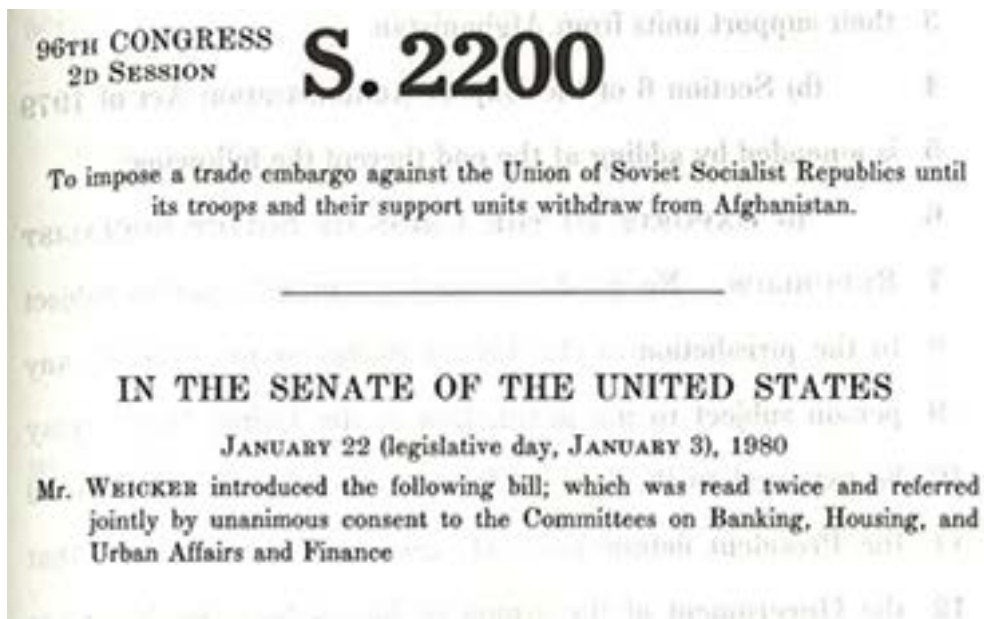 96TH CONGRESS
2D SESSION
S. 2200
To impose a trade embargo against the Union of Soviet Socialist Republics until
its troops and their support units withdraw from Afghanistan.
IN THE SENATE OF THE UNITED STATES
JANUARY 22 (legislative day, JANUARY 3), 1980
Mr. WEICKER introduced the following bill; which was read twice and referred
jointly by unanimous consent to the Committees on Banking, Housing, and
Urban Affairs and Finance